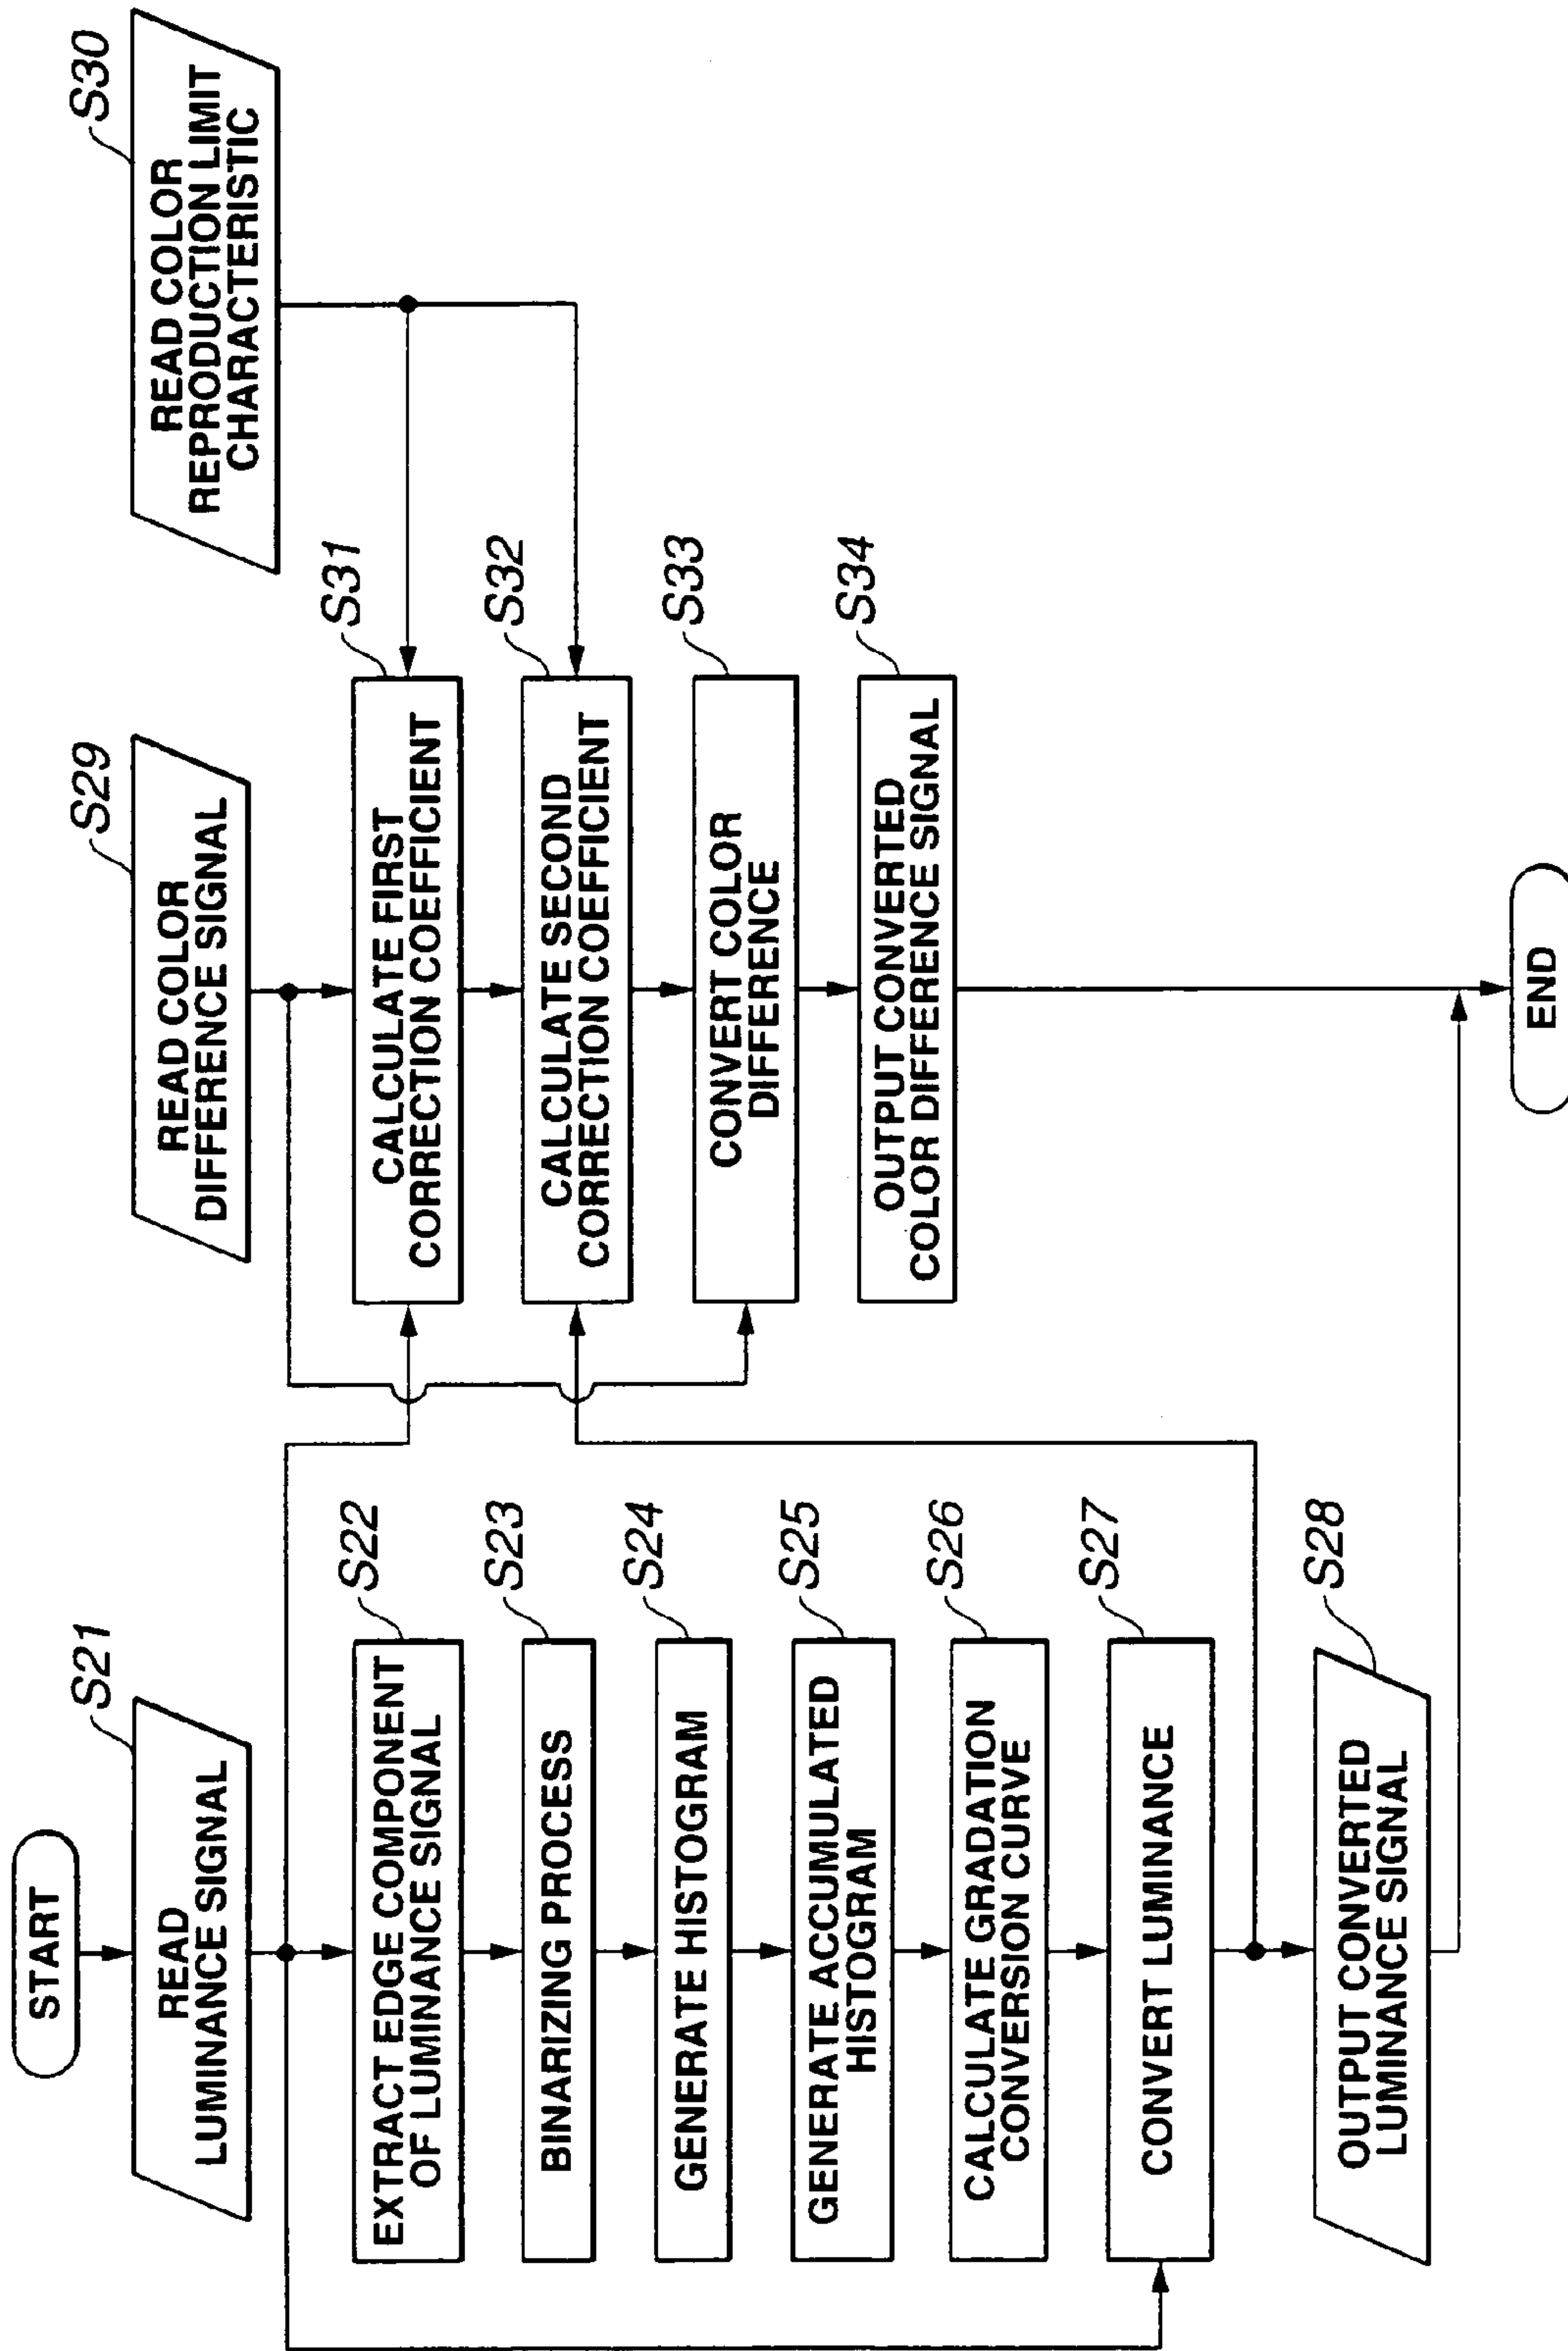 START
S21
READ
LUMINANCE SIGNAL
S22
EXTRACT EDGE COMPONENT
OF LUMINANCE SIGNAL
S23
BINARIZING PROCESS
S24
GENERATE HISTOGRAM
S25
GENERATE ACCUMULATED
HISTOGRAM
S26
CALCULATE GRADATION
CONVERSION CURVE
S27
CONVERT LUMINANCE
S28
OUTPUT CONVERTED
LUMINANCE SIGNAL
S29
READ COLOR
DIFFERENCE SIGNAL
S30
READ COLOR
REPRODUCTION LIMIT
CHARACTERISTIC
S31
CALCULATE FIRST
CORRECTION COEFFICIENT
S32
CALCULATE SECOND
CORRECTION COEFFICIENT
S33
CONVERT COLOR
DIFFERENCE
S34
OUTPUT CONVERTED
COLOR DIFFERENCE SIGNAL
END